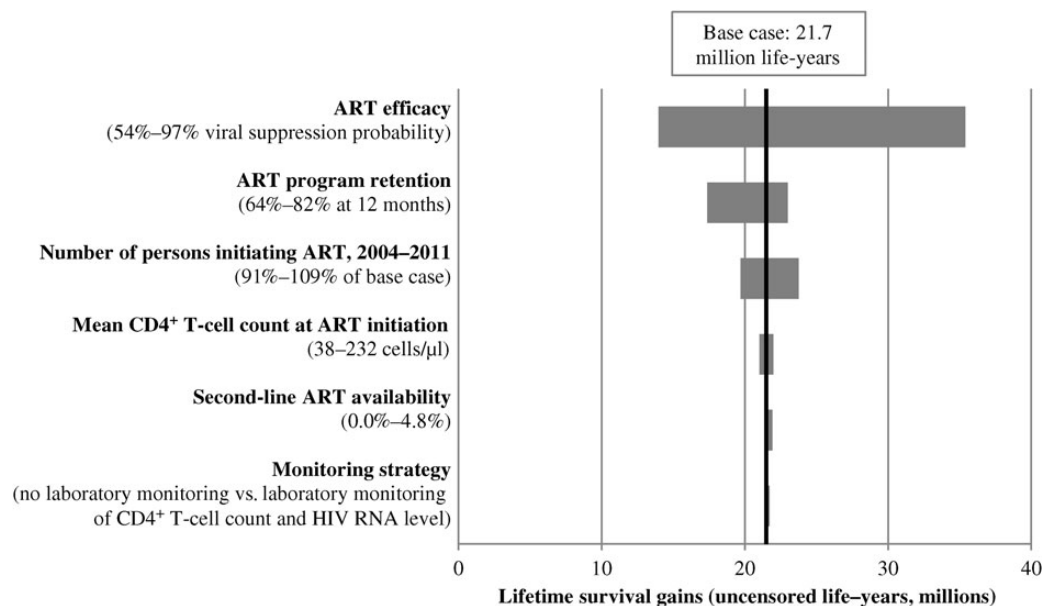 Base case: 21.7
million life-years
ART efficacy
(54%–97% viral suppression probability)
ART program retention
(64%–82% at 12 months)
Number of persons initiating ART, 2004–2011
(91%–109% of base case)
Mean CD4⁺ T-cell count at ART initiation
(38–232 cells/µl)
Second-line ART availability
(0.0%–4.8%)
Monitoring strategy
(no laboratory monitoring vs. laboratory monitoring
of CD4⁺ T-cell count and HIV RNA level)
0 10 20 30 40
Lifetime survival gains (uncensored life–years, millions)